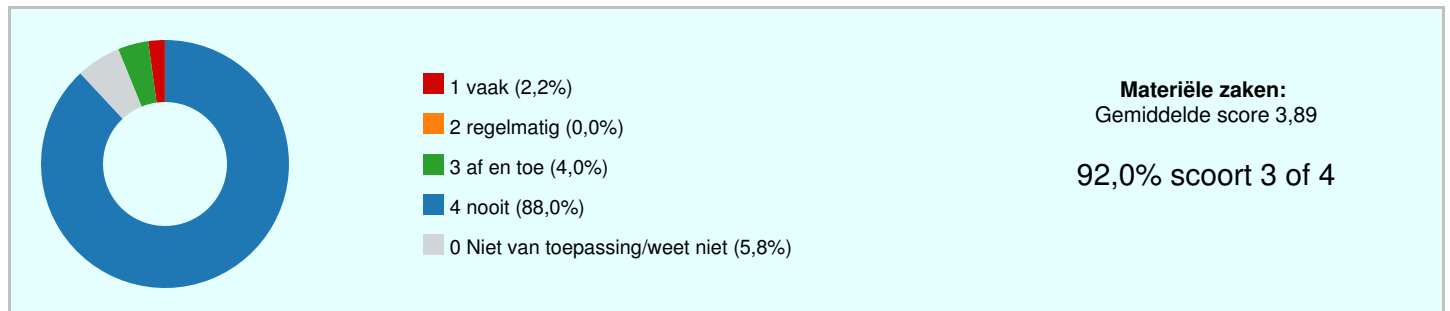 1 vaak (2,2%)
2 regelmatig (0,0%)
3 af en toe (4,0%)
4 nooit (88,0%)
0 Niet van toepassing/weet niet (5,8%)
Materiële zaken:
Gemiddelde score 3,89
92,0% scoort 3 of 4